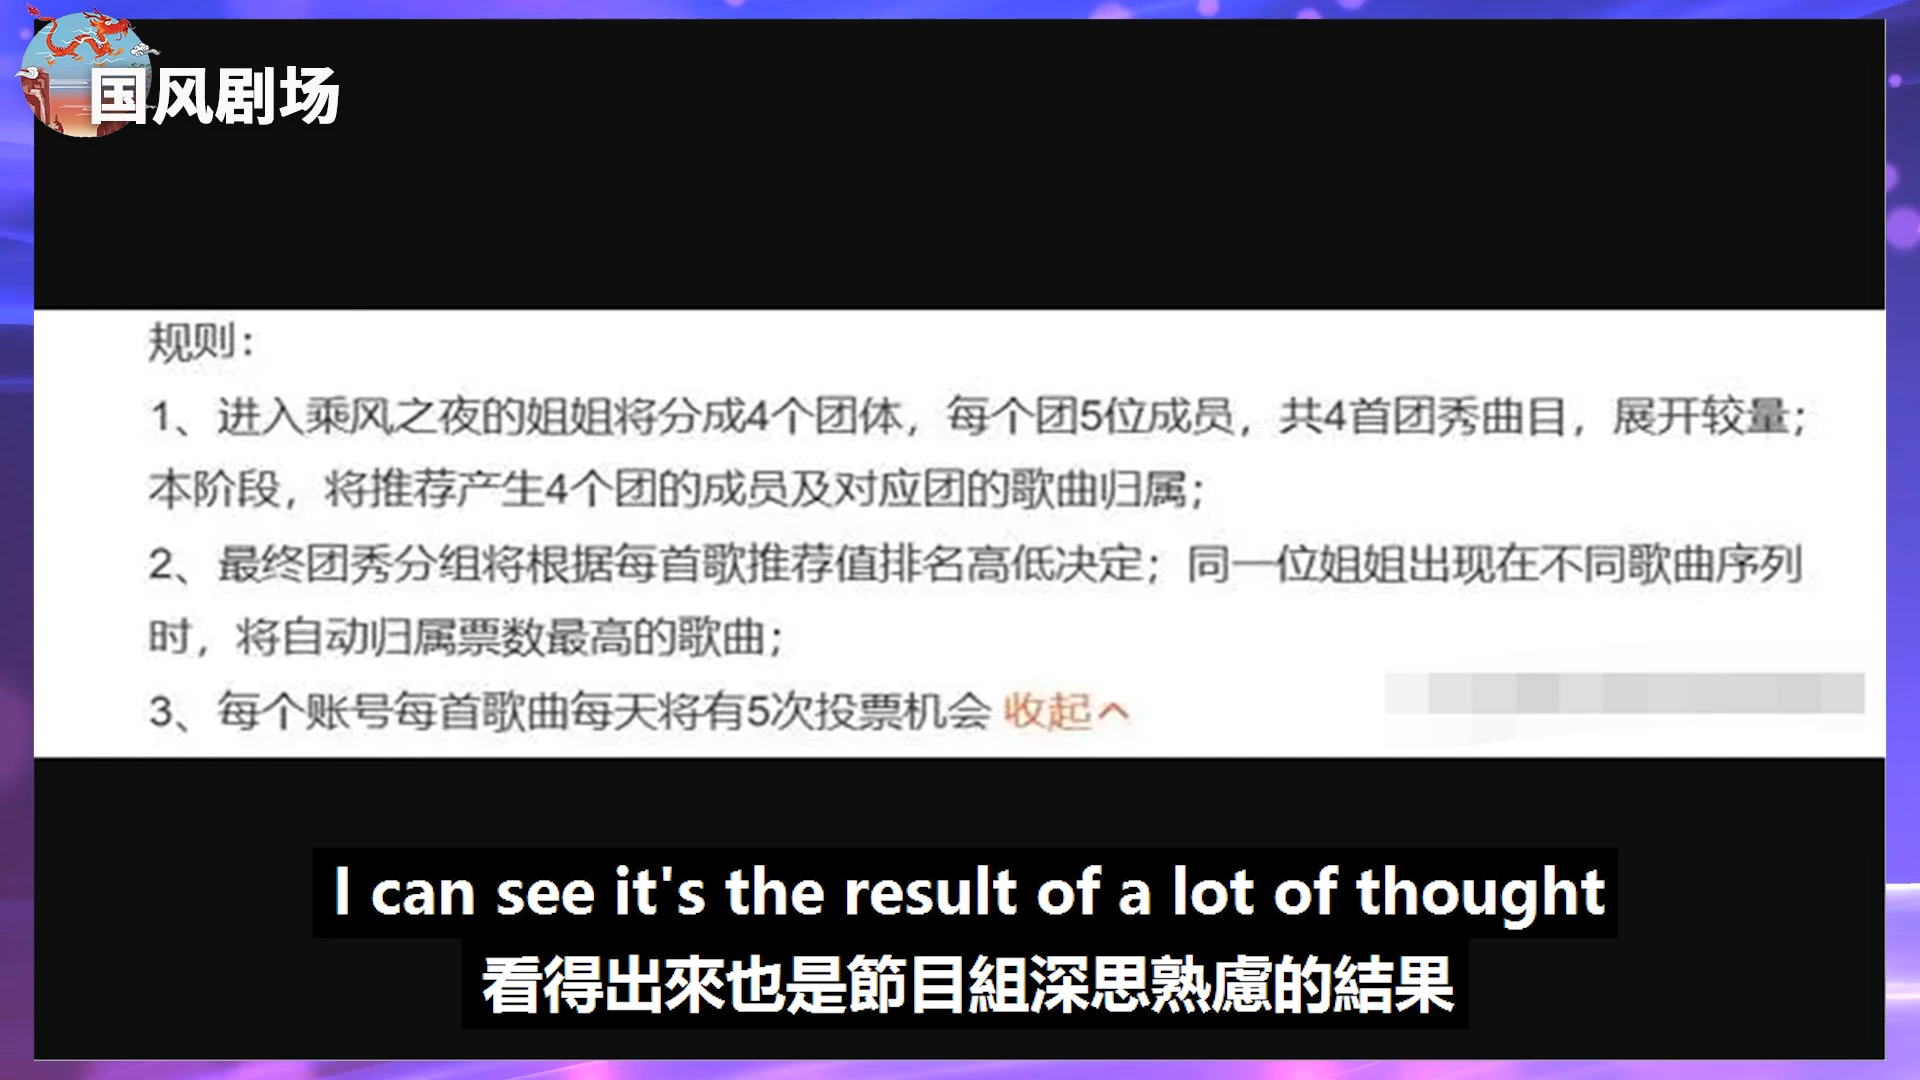 国风剧场
规则：
1、进入乘风之夜的姐姐将分成4个团体，每个团5位成员，共4首团秀曲目，展开较量；
本阶段，将推荐产生4个团的成员及对应团的歌曲归属；
2、最终团秀分组将根据每首歌推荐值排名高低决定；同一位姐姐出现在不同歌曲序列
时，将自动归属票数最高的歌曲；
3、每个账号每首歌曲每天将有5次投票机会 收起
I can see it's the result of a lot of thought
看得出來也是節目組深思熟慮的結果